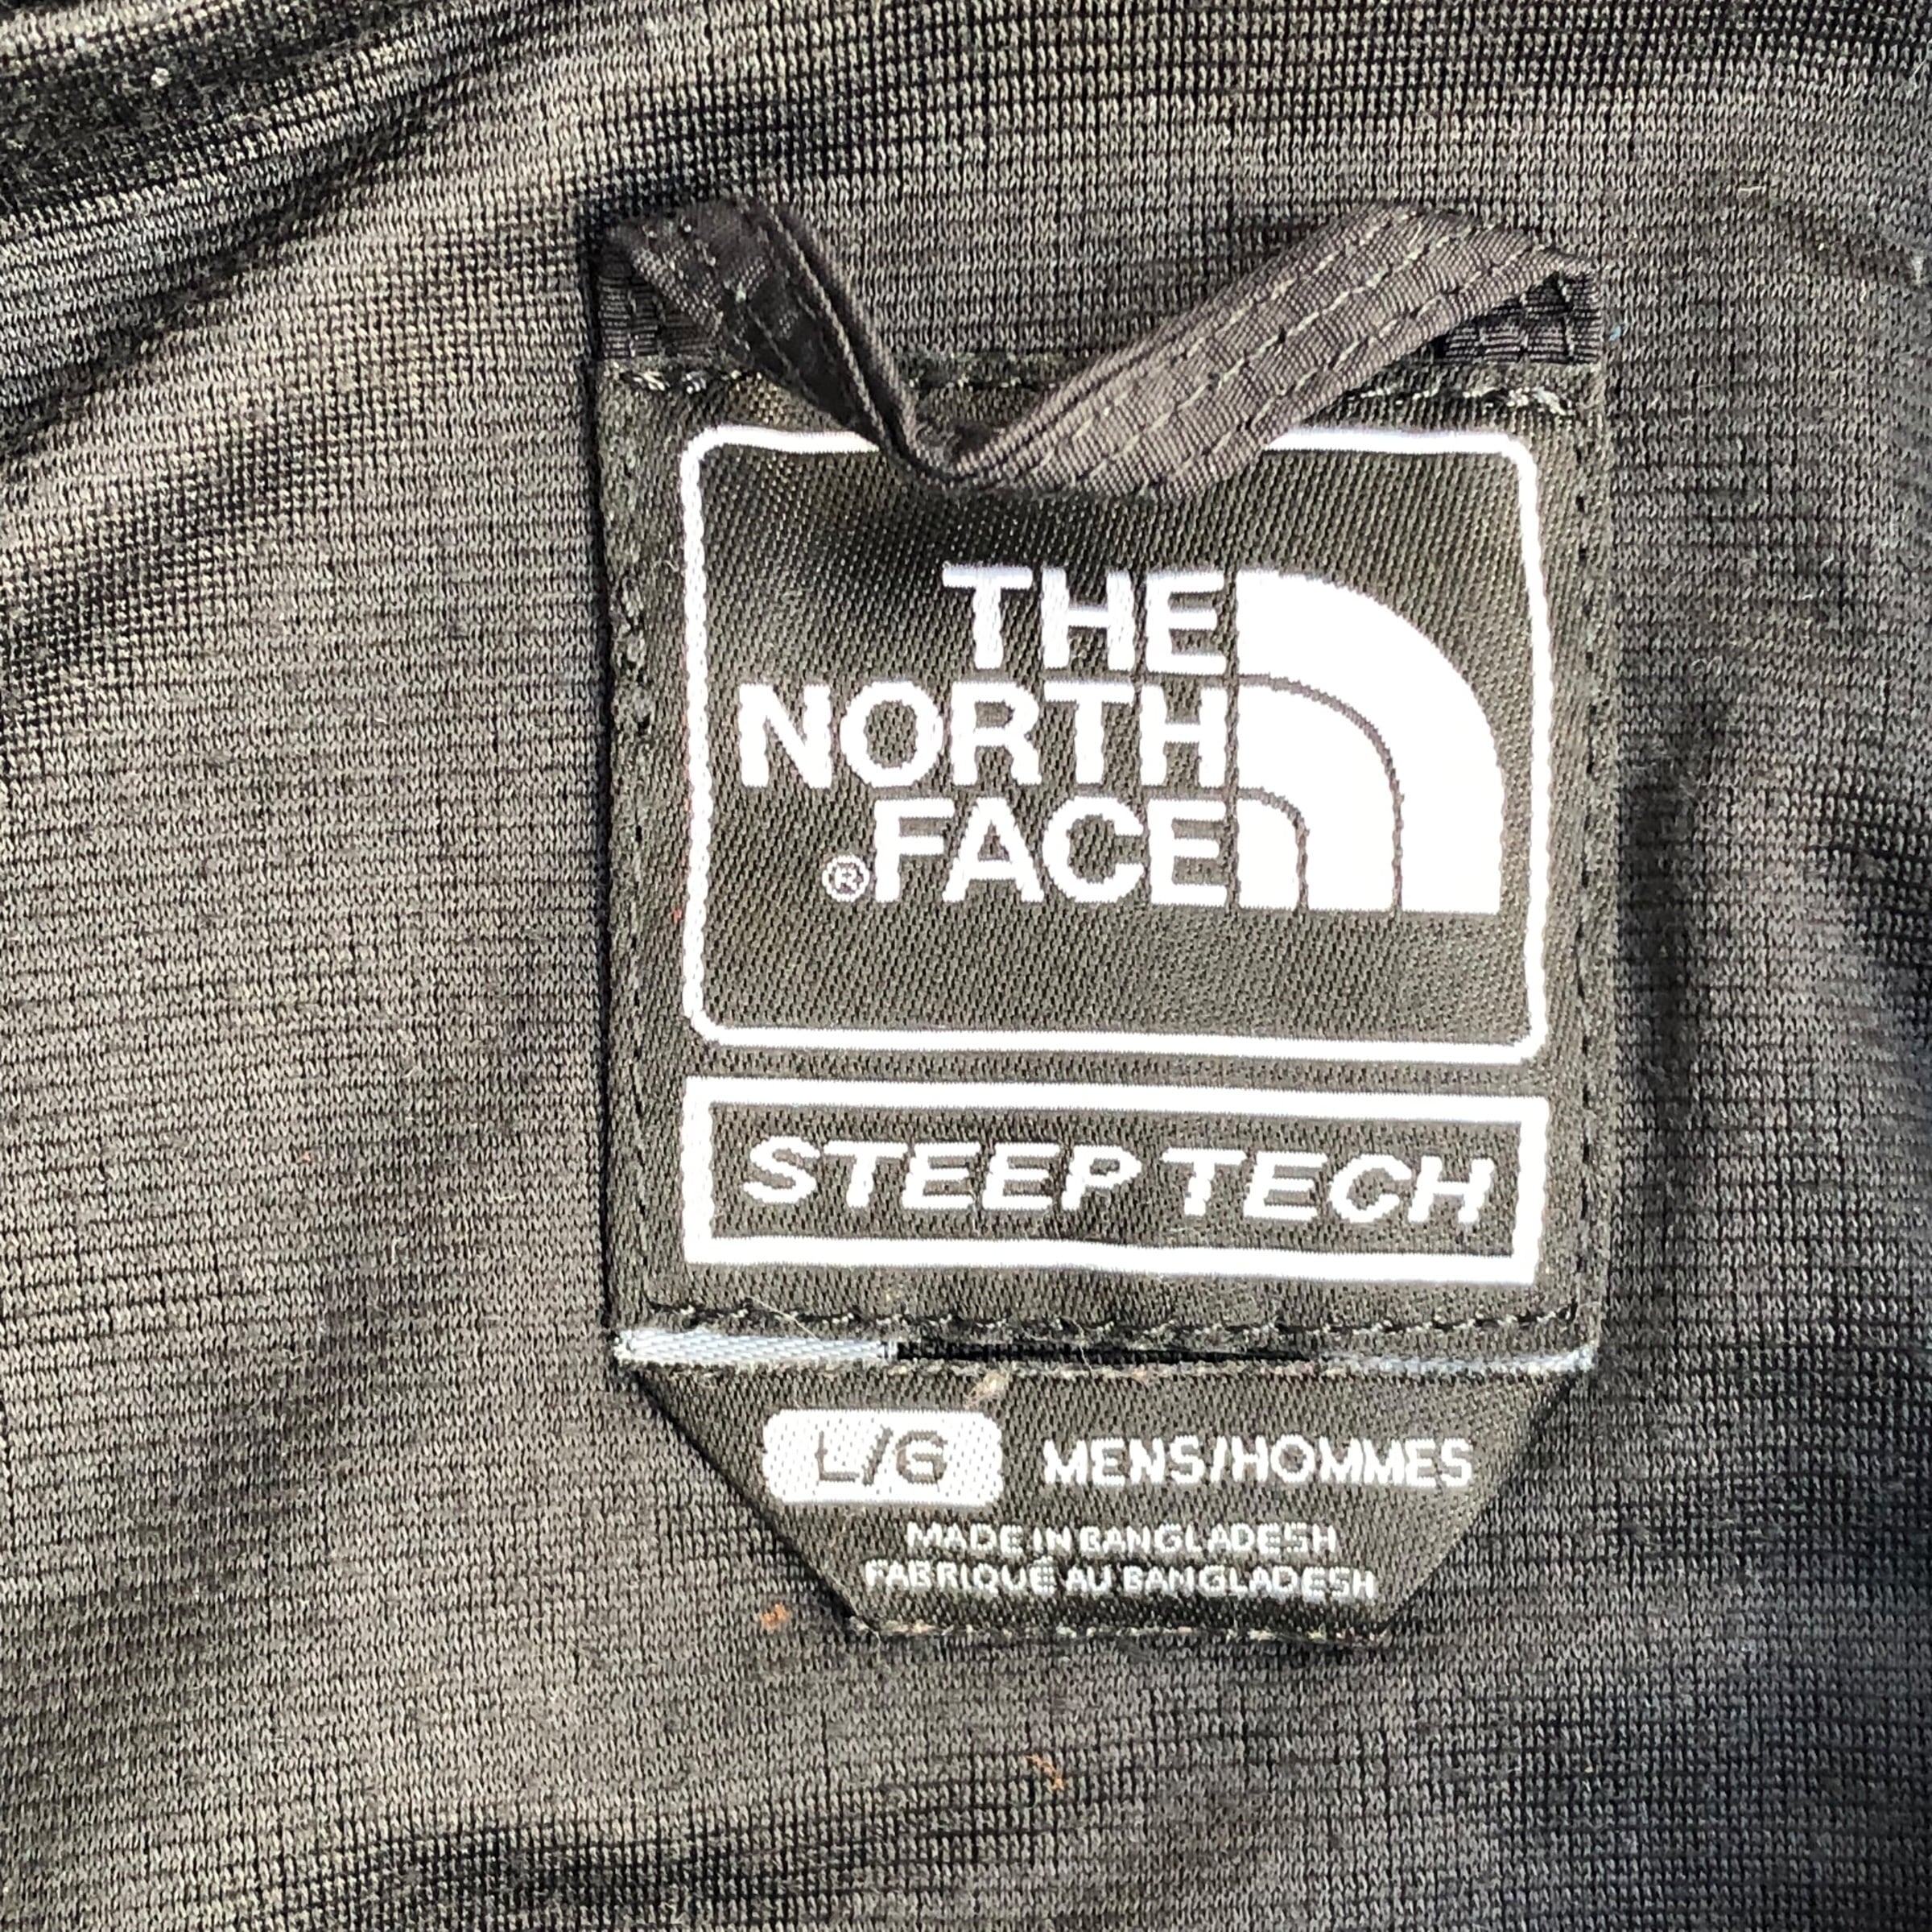 THE
NORTH
®FACE
STEEP TECH
L/G MENS/HOMMES
MADE IN BANGLADESH
FABRIQUÉ AU BANGLADESH